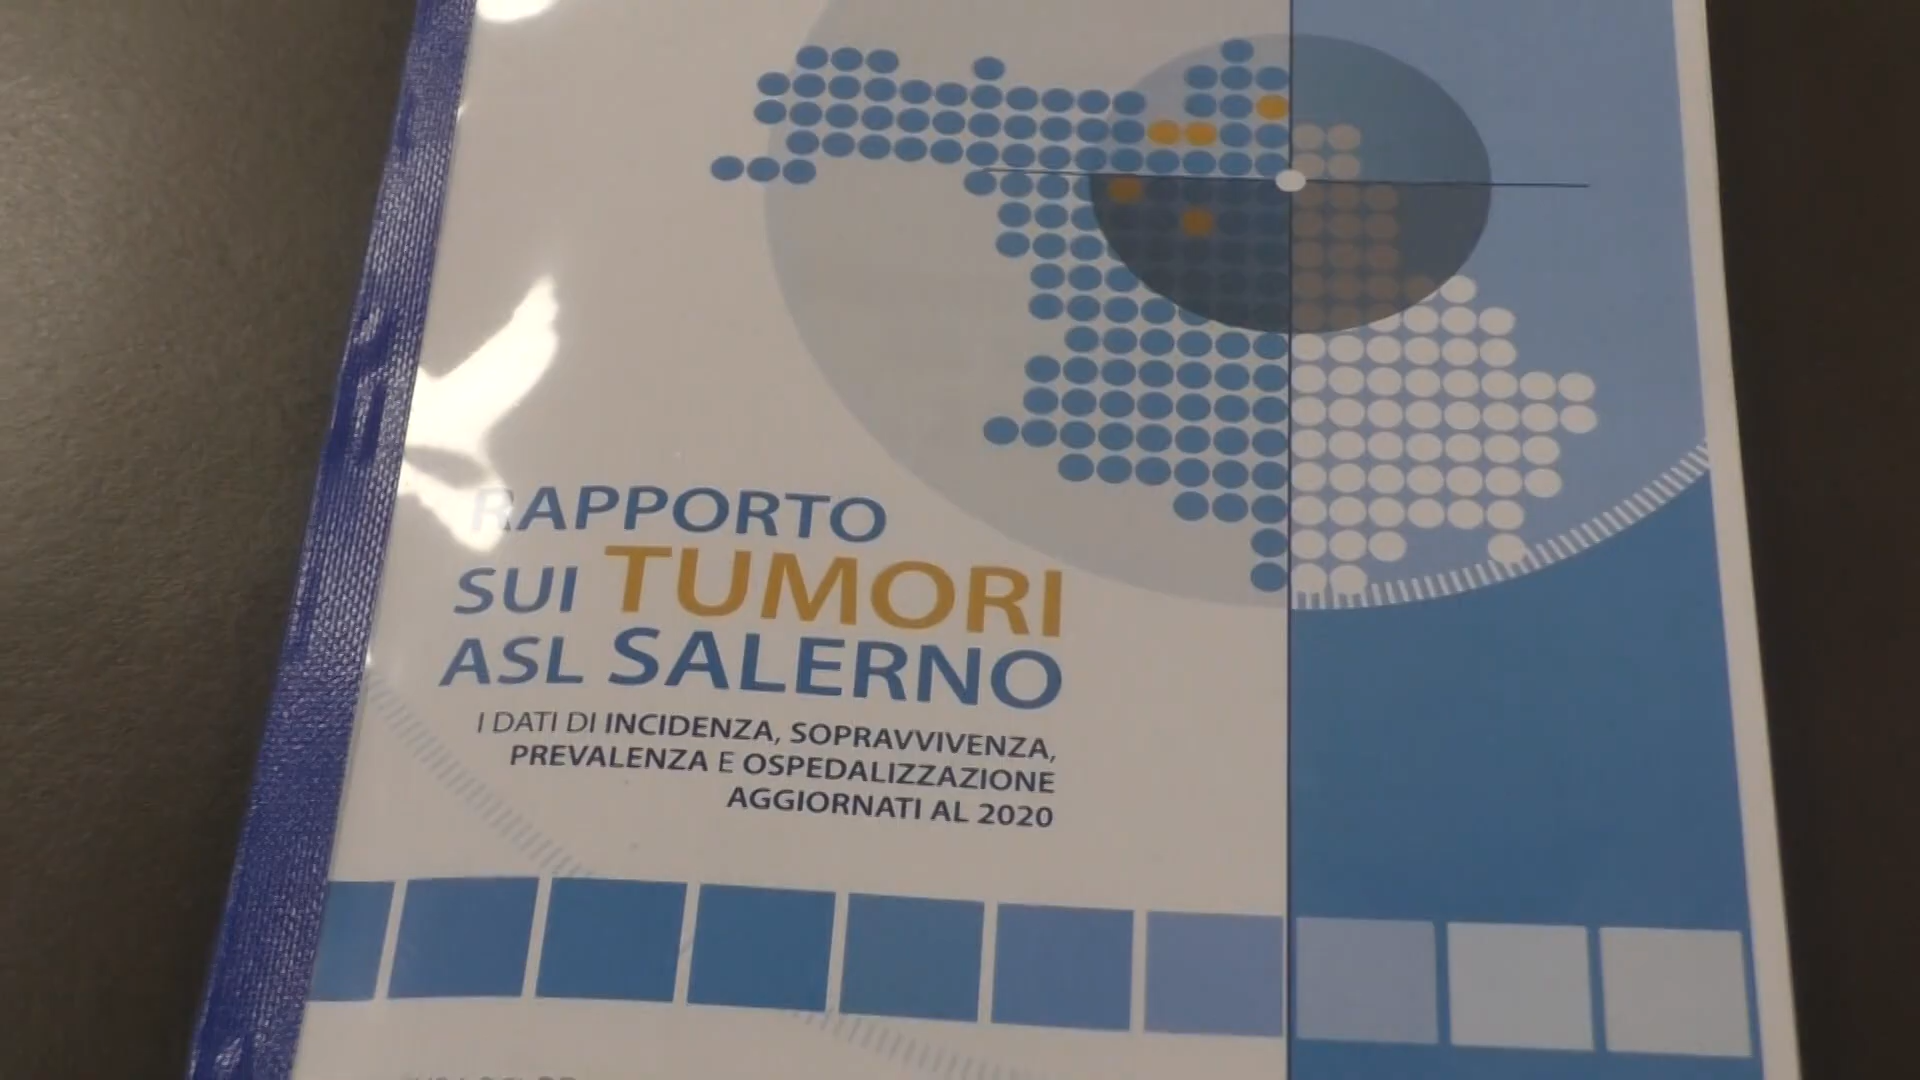 RAPPORTO
SUI TUMORI
ASL SALERNO
I DATI DI INCIDENZA, SOPRAVVIVENZA,
PREVALENZA E OSPEDALIZZAZIONE
AGGIORNATI AL 2020